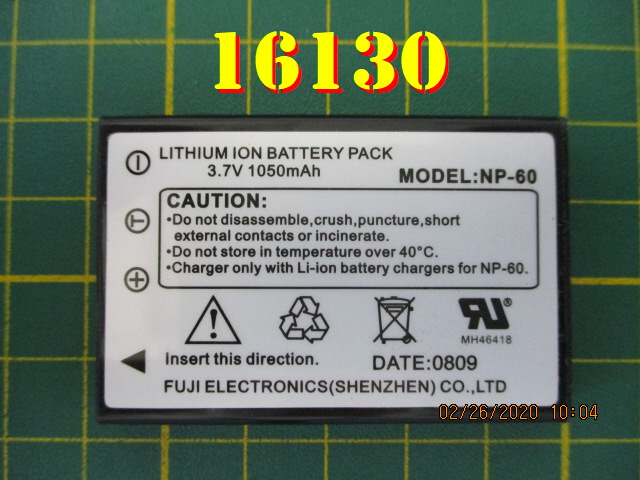 16130
LITHIUM ION BATTERY PACK
3.7V 1050mAh
MODEL:NP-60
CAUTION:
•Do not disassemble,crush,puncture,short
external contacts or incinerate.
•Do not store in temperature over 40°C.
•Charger only with Li-ion battery chargers for NP-60.
T
RU®
MH46418
Insert this direction.
DATE:0809
FUJI ELECTRONICS(SHENZHEN) CO.,LTD
02/26/2020 10:04